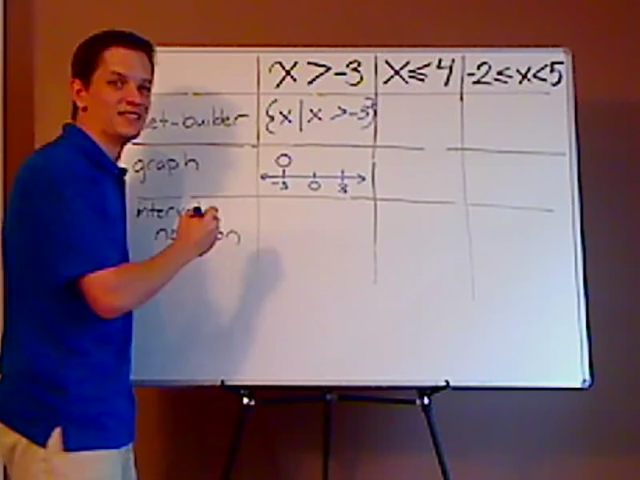 x > -3 x ≤ 4 -2 ≤ x < 5
{x | x > -3}
graph
-3 0 3